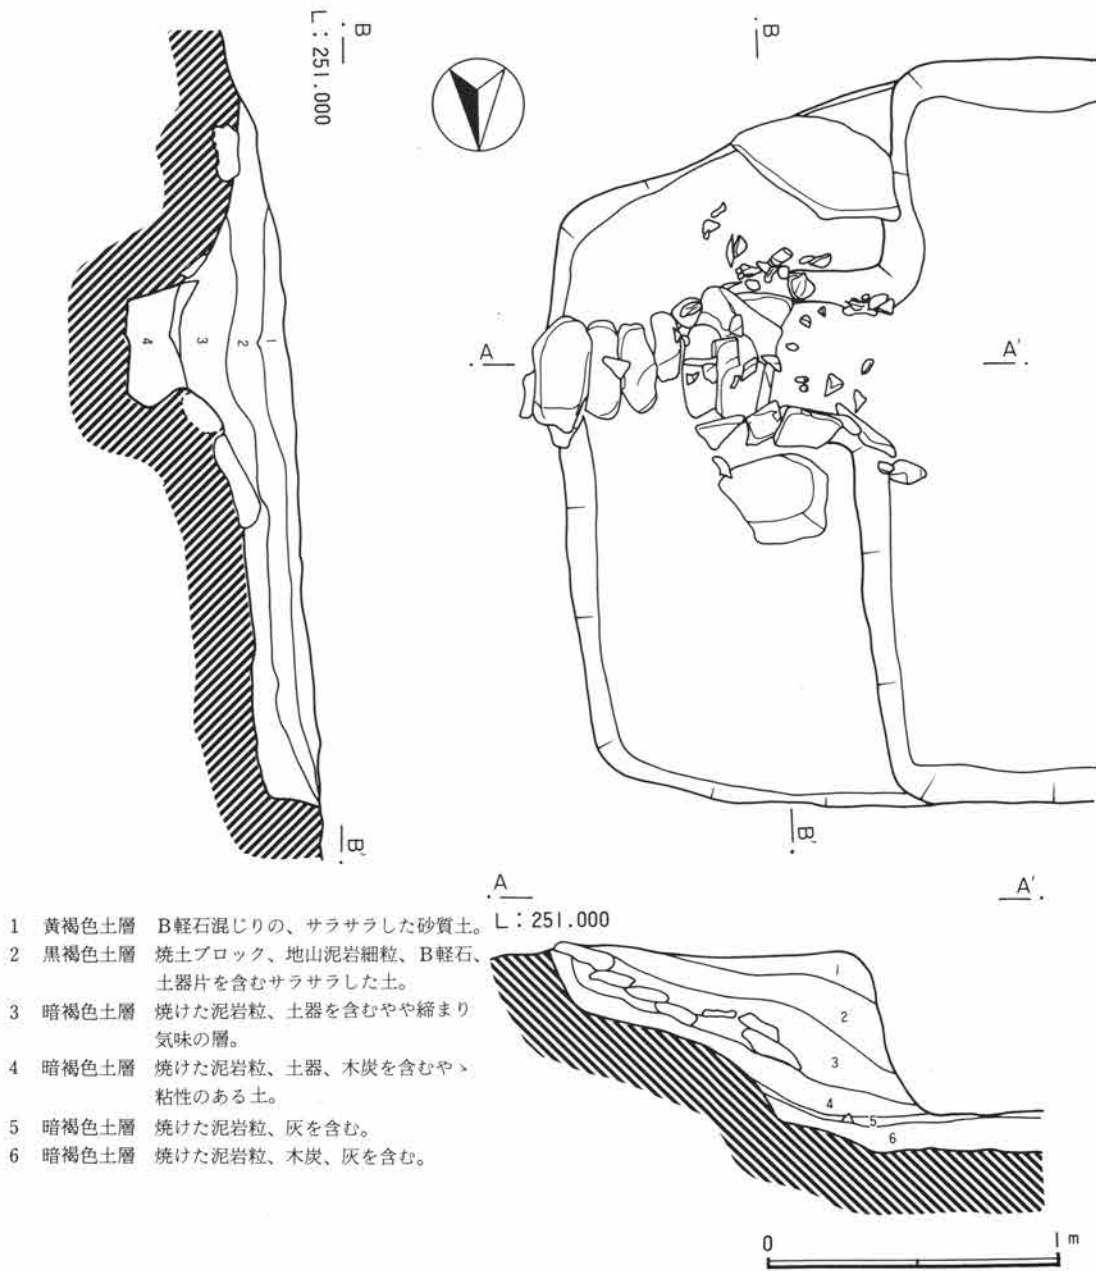 B
L：251.000
B
A
A'
4
3
2
1
B'
B'
A
A'
L：251.000
1　黄褐色土層　B軽石混じりの、サラサラした砂質土。
2　黒褐色土層　焼土ブロック、地山泥岩細粒、B軽石、
土器片を含むサラサラした土。
3　暗褐色土層　焼けた泥岩粒、土器を含むやや締まり
気味の層。
4　暗褐色土層　焼けた泥岩粒、土器、木炭を含むやゝ
粘性のある土。
5　暗褐色土層　焼けた泥岩粒、灰を含む。
6　暗褐色土層　焼けた泥岩粒、木炭、灰を含む。
1
2
3
4
5
6
0　1 m